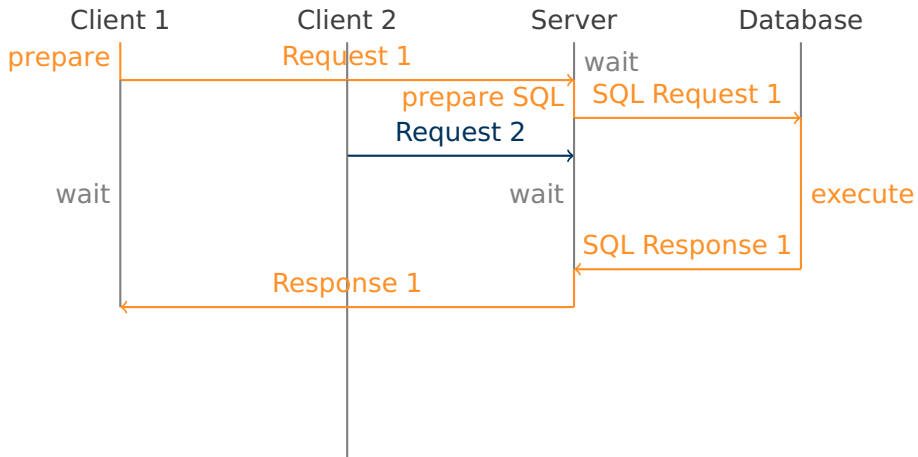 Client 1
Client 2
Server
Database
prepare
Request 1
wait
prepare SQL
SQL Request 1
Request 2
wait
wait
execute
SQL Response 1
Response 1